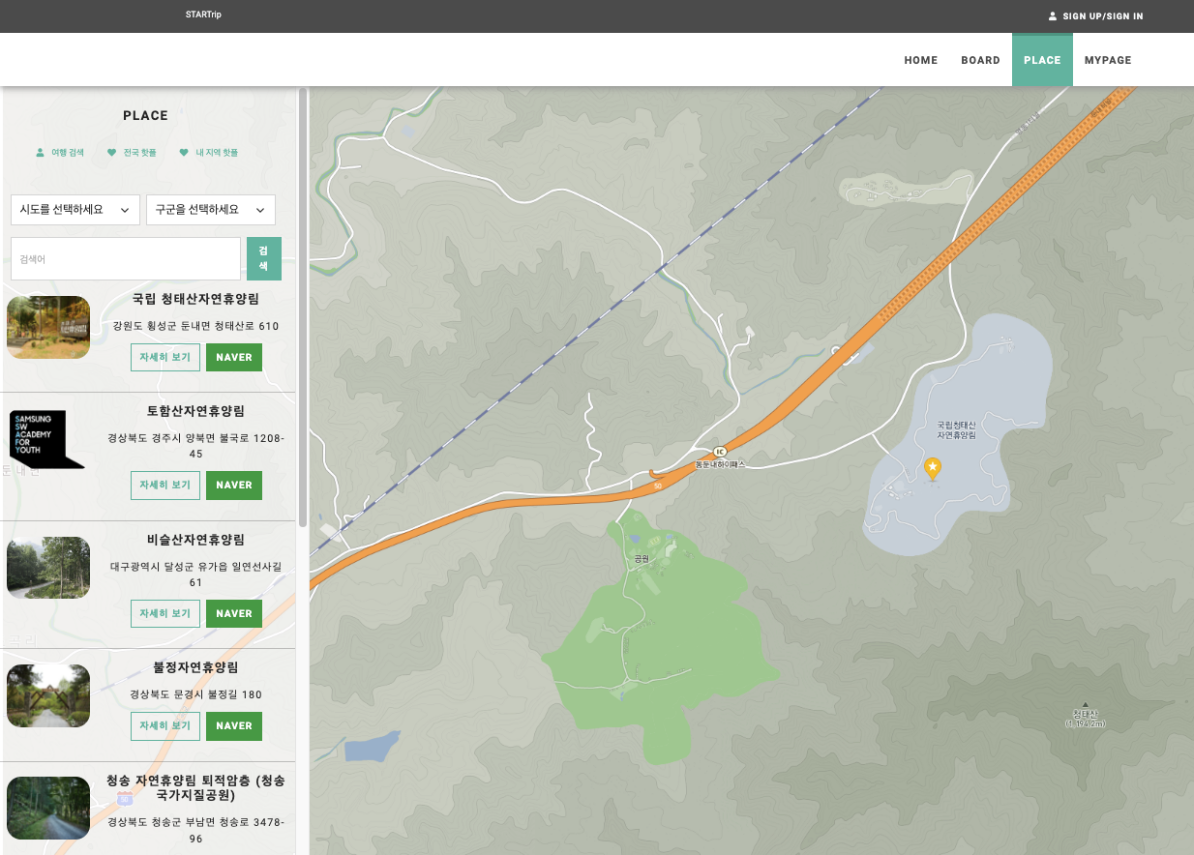 STARTrip
SIGN UP/SIGN IN
HOME
BOARD
PLACE
MYPAGE
PLACE
여행 검색
전국 핫플
내 지역 핫플
시도를 선택하세요
구군을 선택하세요
검색어
검
색
국립 청태산자연휴양림
강원도 횡성군 둔내면 청태산로 610
자세히 보기
NAVER
SAMSUNG
SW
ACADEMY
FOR
YOUTH
토함산자연휴양림
경상북도 경주시 양북면 불국로 1208-
45
자세히 보기
NAVER
비슬산자연휴양림
대구광역시 달성군 유가읍 일연선사길
61
자세히 보기
NAVER
불정자연휴양림
경상북도 문경시 불정길 180
자세히 보기
NAVER
청송 자연휴양림 퇴적암층 (청송
국가지질공원)
경상북도 청송군 부남면 청송로 3478-
96
국립청태산
자연휴양림
IC
동둔내하이패스
50
공원
청태산